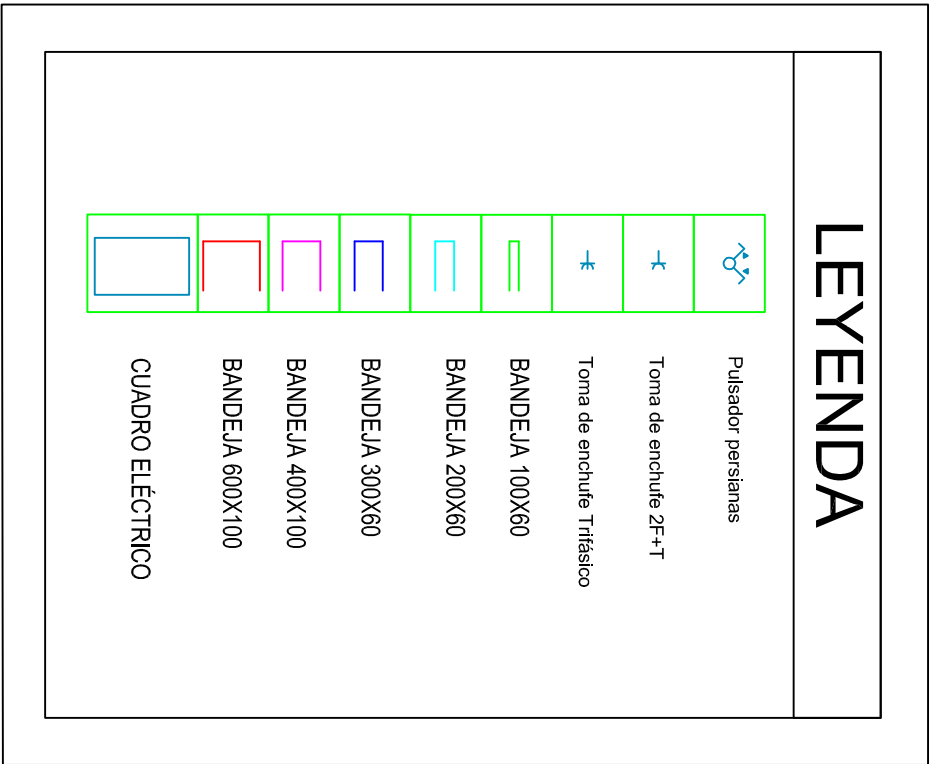 LEYENDA
Pulsador persianas
Toma de enchufe 2F+T
Toma de enchufe Trifásico
BANDEJA 100X60
BANDEJA 200X60
BANDEJA 300X60
BANDEJA 400X100
BANDEJA 600X100
CUADRO ELÉCTRICO